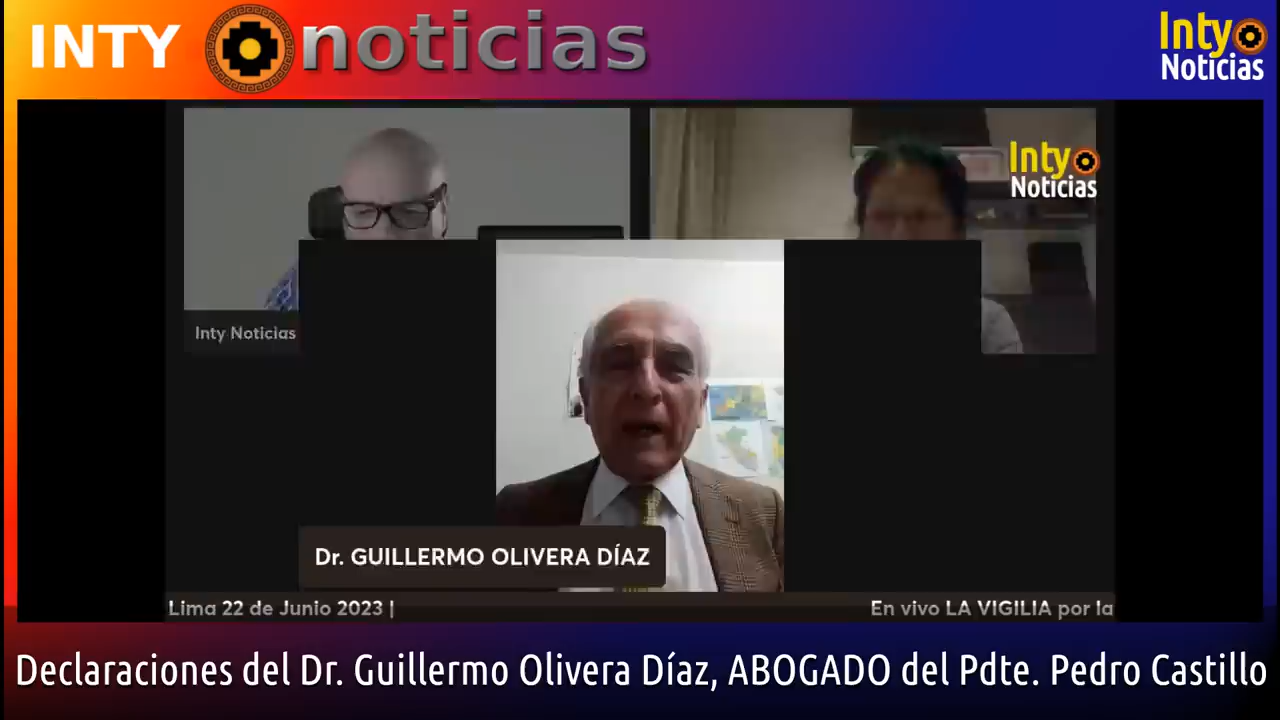 INTY noticias
Inty
Noticias
Inty
Noticias
Inty Noticias
Dr. GUILLERMO OLIVERA DÍAZ
Lima 22 de Junio 2023 |
En vivo LA VIGILIA por la
Declaraciones del Dr. Guillermo Olivera Díaz, ABOGADO del Pdte. Pedro Castillo